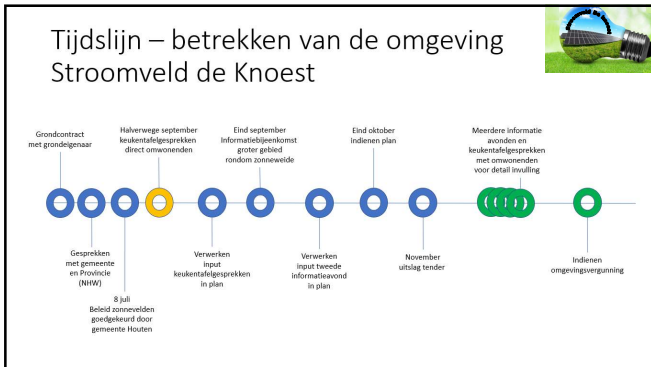 Tijdslijn – betrekken van de omgeving
Stroomveld de Knoest
Grondcontract
met grondeigenaar
Gesprekken
met gemeente
en Provincie
(NHW)
8 juli
Beleid zonnevelden
goedgekeurd door
gemeente Houten
Halverwege september
keukentafelgesprekken
direct omwonenden
Verwerken
input
keukentafelgesprekken
in plan
Eind september
Informatiebijeenkomst
groter gebied
rondom zonneweide
Verwerken
input tweede
informatieavond
in plan
Eind oktober
indienen plan
November
uitslag tender
Meerdere informatie
avonden en
keukentafelgesprekken
met omwonenden
voor detail invulling
Indienen
omgevingsvergunning